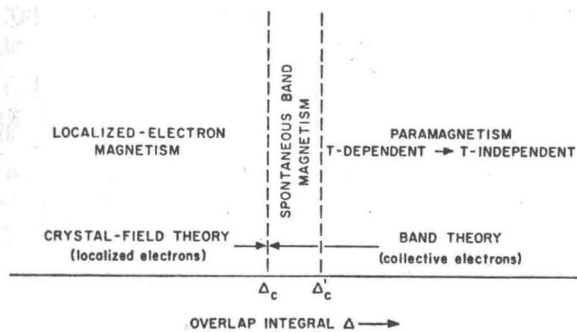 LOCALIZED-ELECTRON
MAGNETISM
SPONTANEOUS BAND
MAGNETISM
PARAMAGNETISM
T-DEPENDENT → T-INDEPENDENT
CRYSTAL-FIELD THEORY
(localized electrons)
BAND THEORY
(collective electrons)
Δc
Δ'c
OVERLAP INTEGRAL Δ →